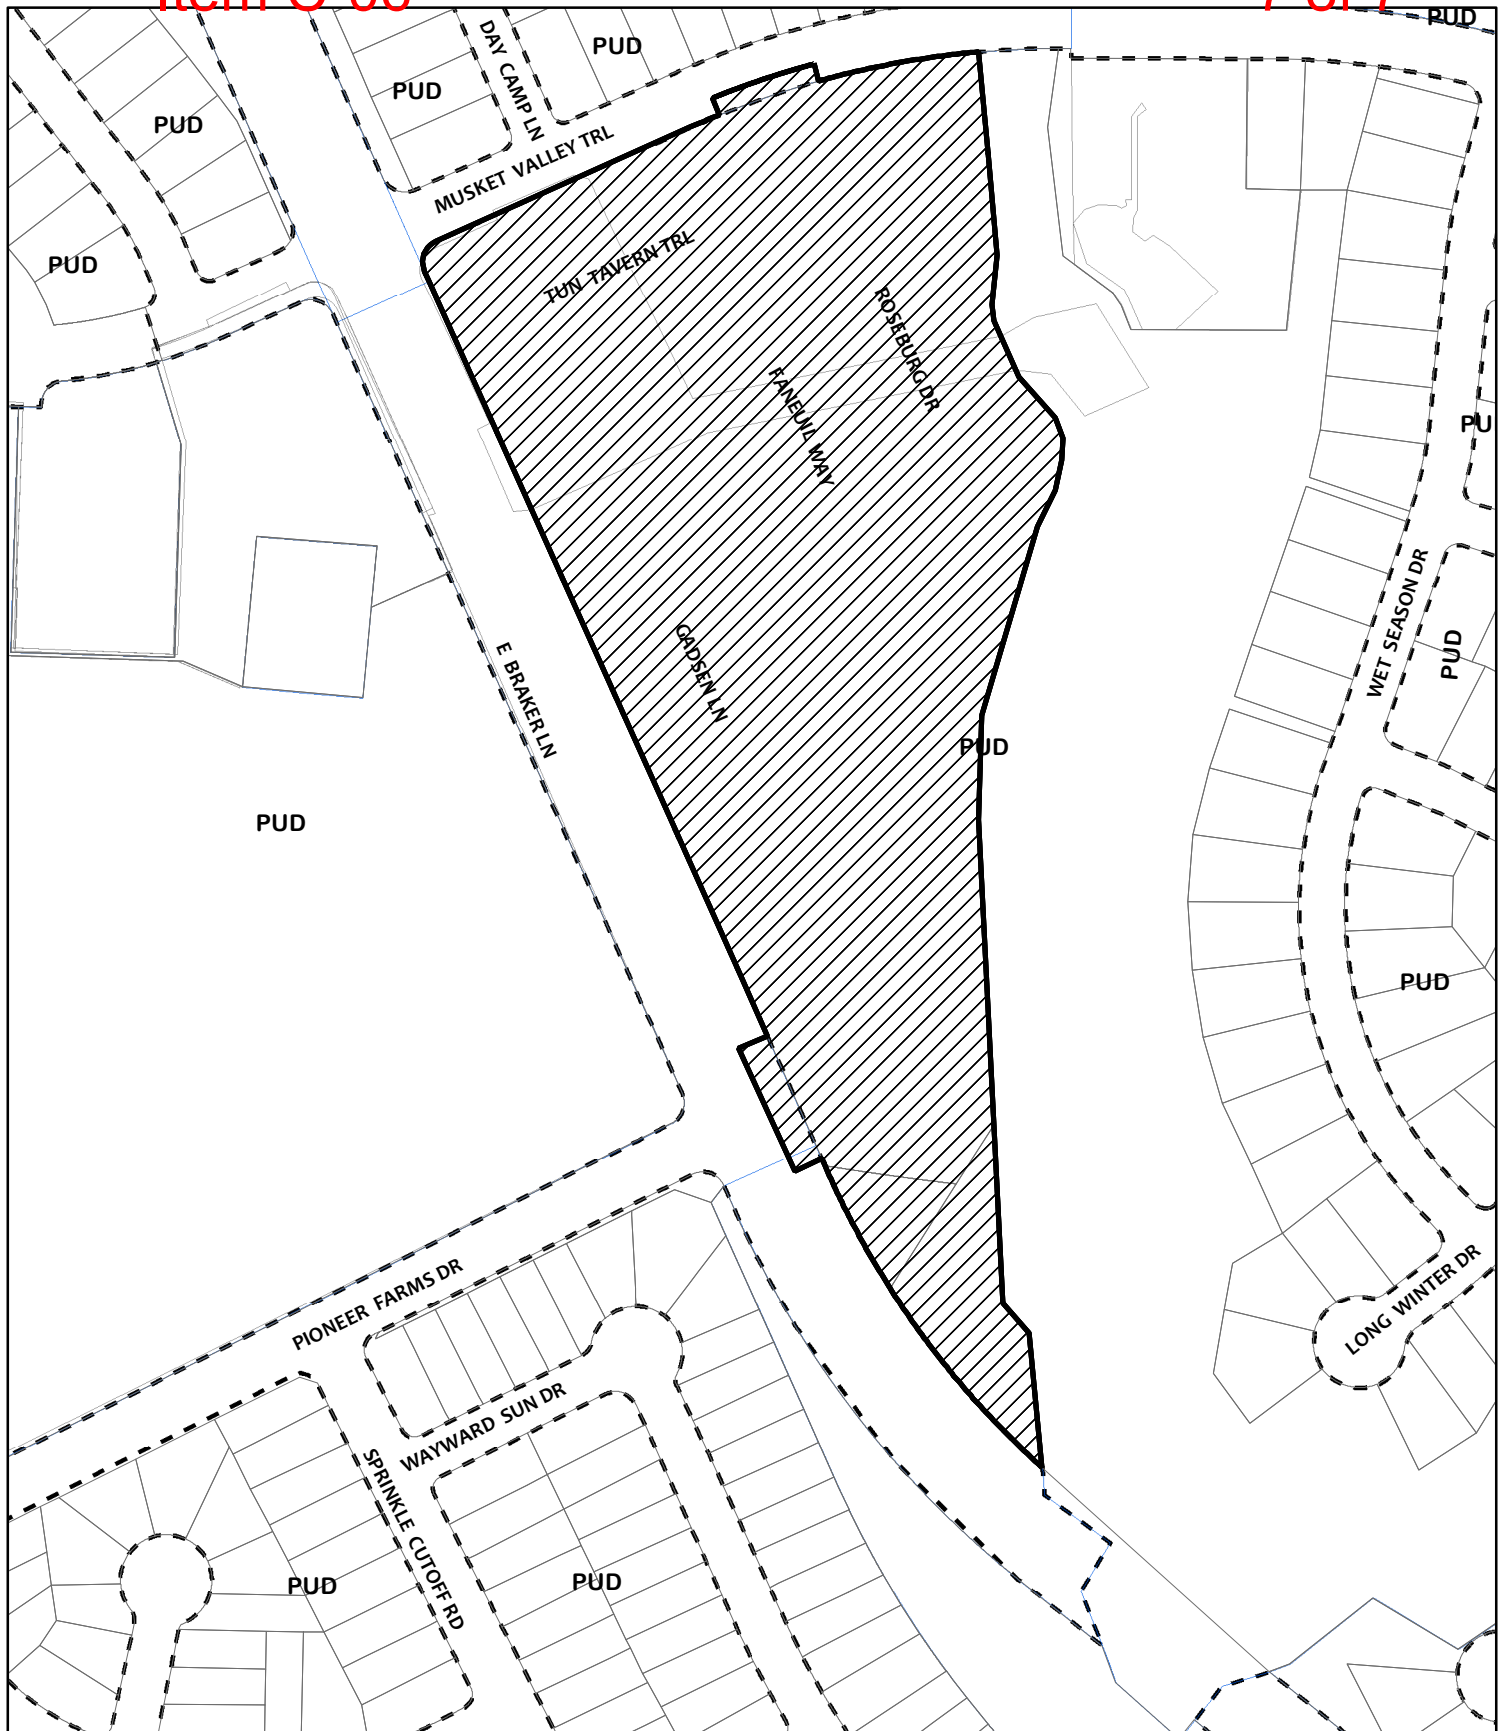 PUD
PUD
DAY CAMP LN
PUD
PUD
MUSKET VALLEY TRL
PUD
TUN TAVERN TRL
ROSEBURG DR
FANEUIL WAY
WET SEASON DR
PUD
GADSEN LN
E BRAKER LN
PUD
PUD
PUD
PIONEER FARMS DR
LONG WINTER DR
WAYWARD SUN DR
SPRINKLE CUTOFF RD
PUD
PUD